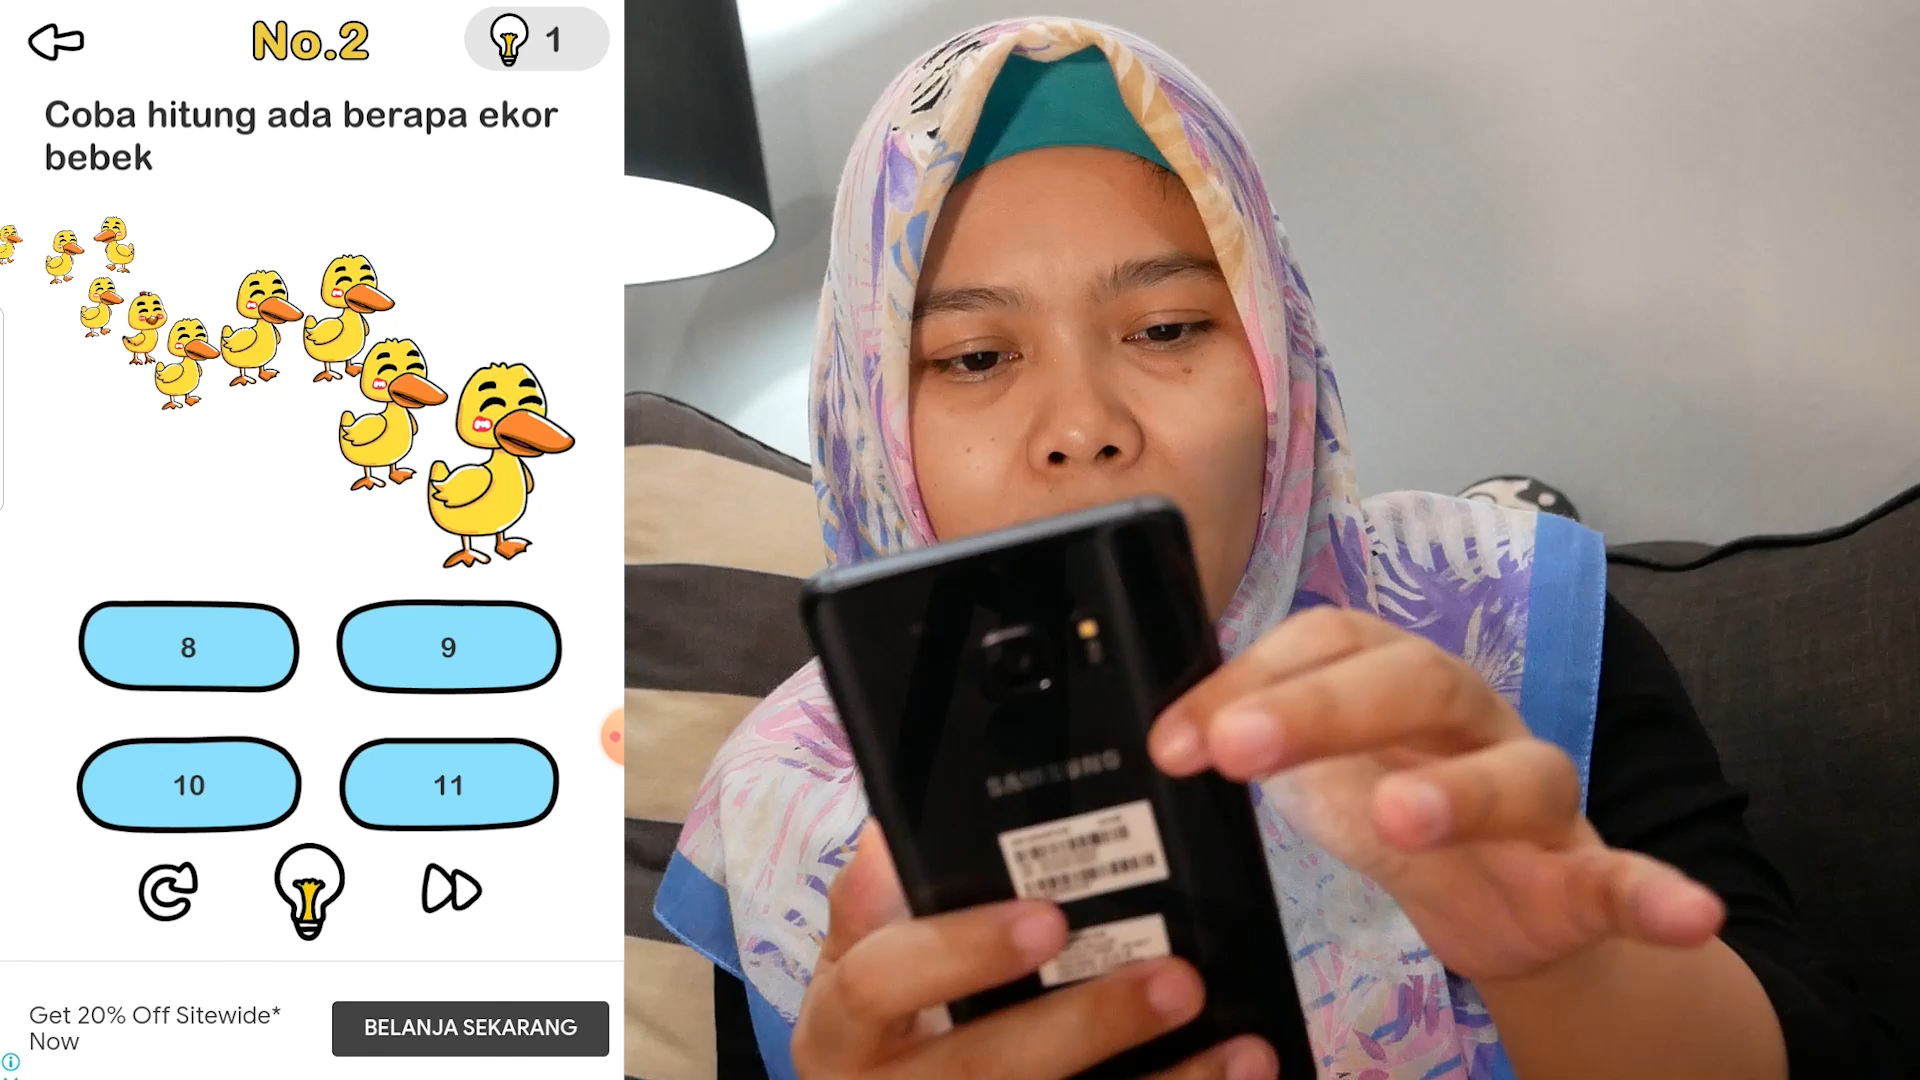 No.2
1
Coba hitung ada berapa ekor
bebek
8
9
10
11
Get 20% Off Sitewide*
Now
BELANJA SEKARANG
SAMSUNG